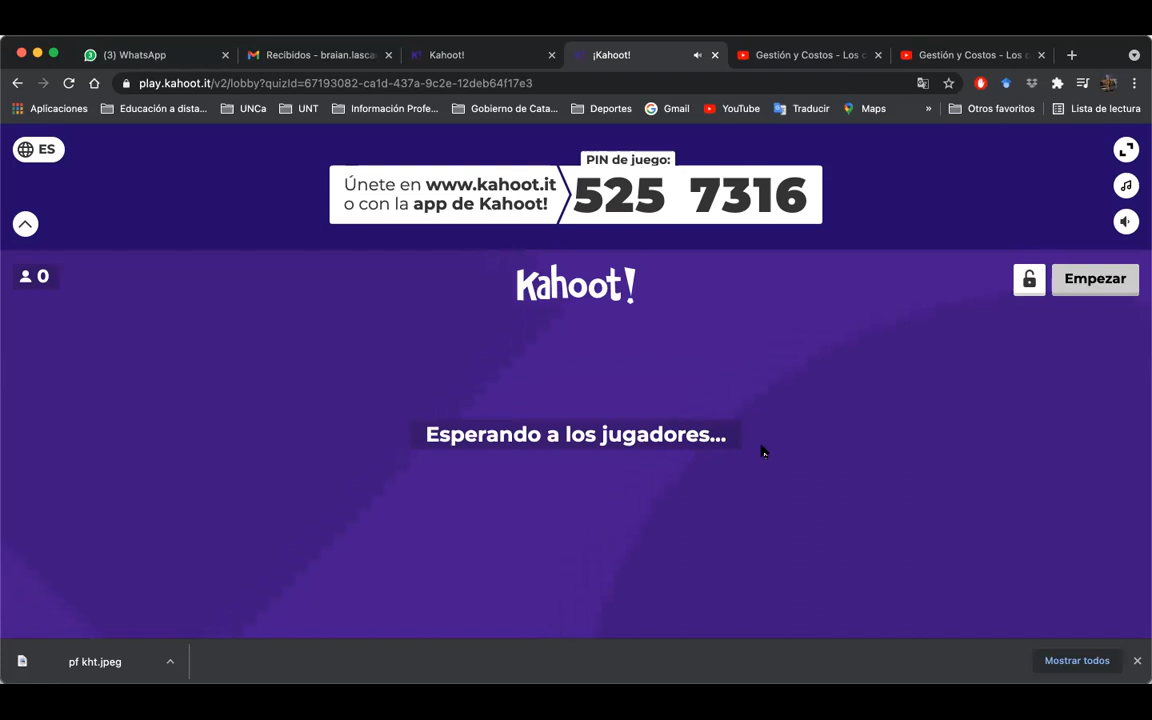 (3) WhatsApp
Recibidos - braian.lasca
Kahoot!
¡Kahoot!
Gestión y Costos - Los c
Gestión y Costos - Los c
play.kahoot.it/v2/lobby?quizId=67193082-ca1d-437a-9c2e-12deb64f17e3
Aplicaciones
Educación a dista...
UNCa
UNT
Información Profe...
Gobierno de Cata...
Deportes
Gmail
YouTube
Traducir
Maps
»
Otros favoritos
Lista de lectura
ES
PIN de juego:
Únete en www.kahoot.it
o con la app de Kahoot!
525 7316
0
Kahoot!
Empezar
Esperando a los jugadores...
pf kht.jpeg
Mostrar todos